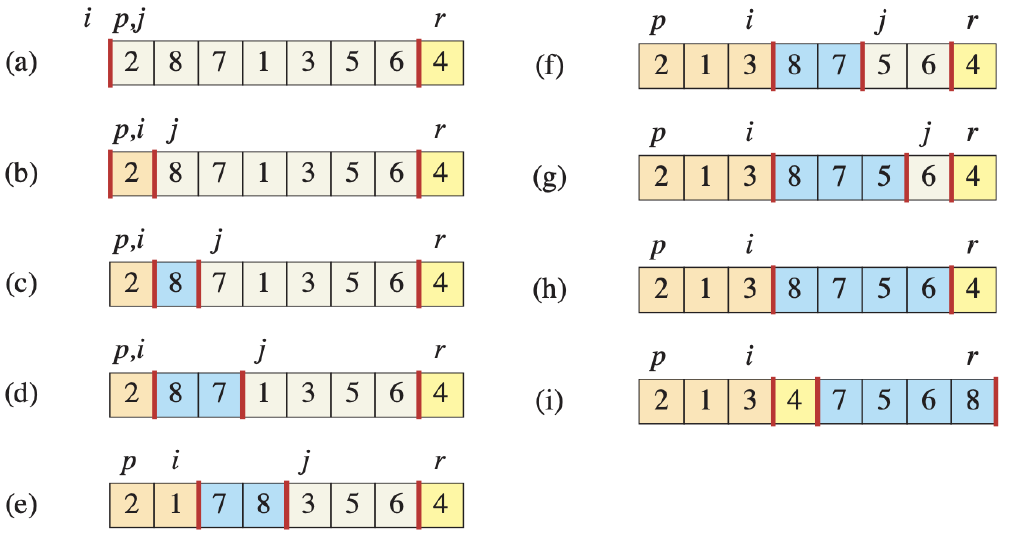 i p,j r
(a) 2 8 7 1 3 5 6 4
p,i j r
(b) 2 8 7 1 3 5 6 4
p,i j r
(c) 2 8 7 1 3 5 6 4
p,i j r
(d) 2 8 7 1 3 5 6 4
p i j r
(e) 2 1 7 8 3 5 6 4
p i j r
(f) 2 1 3 8 7 5 6 4
p i j r
(g) 2 1 3 8 7 5 6 4
p i r
(h) 2 1 3 8 7 5 6 4
p i r
(i) 2 1 3 4 7 5 6 8